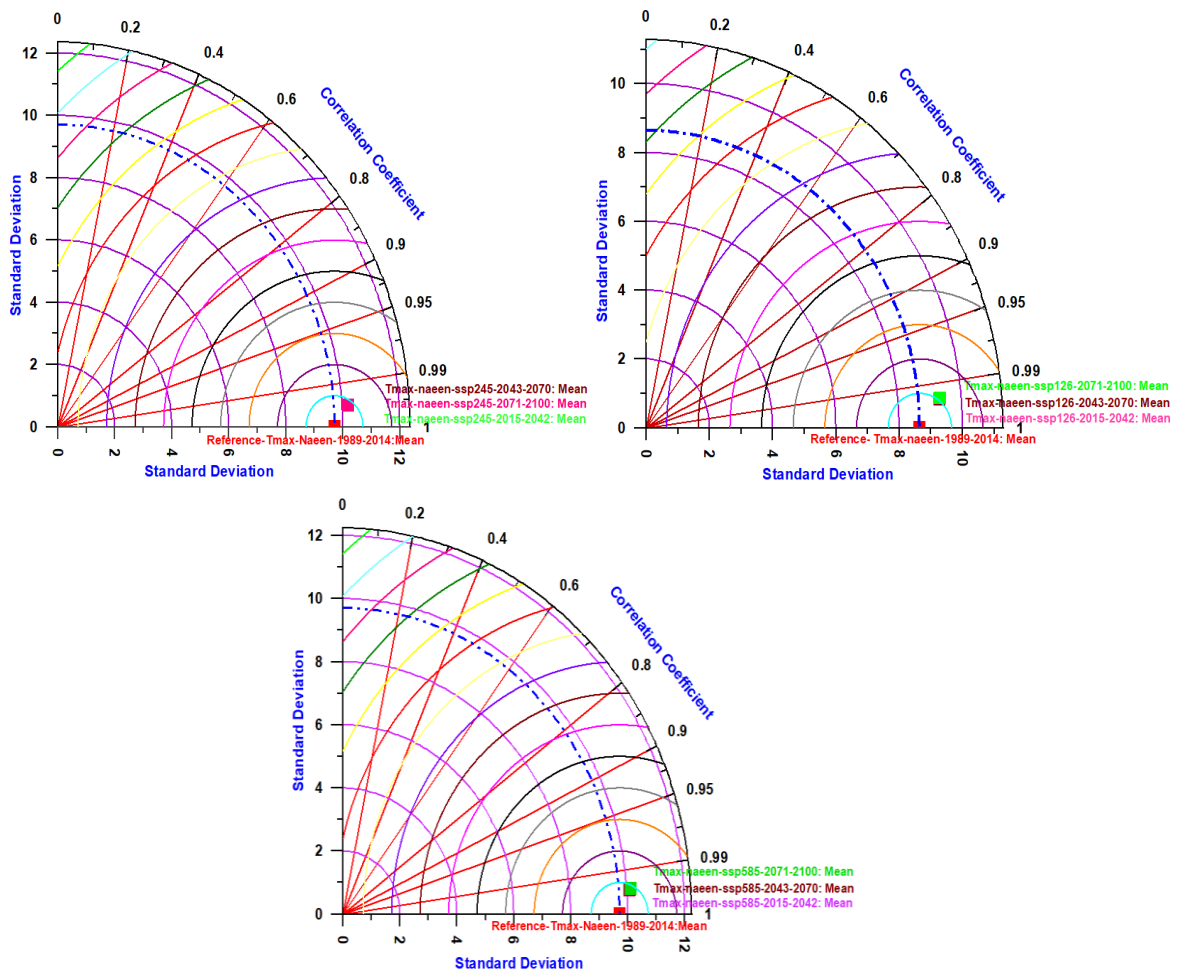 0
0.2
0.4
0.6
0.8
0.9
0.95
0.99
1
Correlation Coefficient
12
10
8
6
4
2
0
Standard Deviation
Tmax-naeen-ssp245-2043-2070: Mean
Tmax-naeen-ssp245-2071-2100: Mean
Tmax-naeen-ssp245-2015-2042: Mean
Reference-Tmax-Naeen-1989-2014:Mean
0 2 4 6 8 10 12
Standard Deviation
0
0.2
0.4
0.6
0.8
0.9
0.95
0.99
1
Correlation Coefficient
10
8
6
4
2
0
Standard Deviation
Tmax-naeen-ssp126-2071-2100: Mean
Tmax-naeen-ssp126-2043-2070: Mean
Tmax-naeen-ssp126-2015-2042: Mean
Reference- Tmax-naeen-1989-2014: Mean
0 2 4 6 8 10
Standard Deviation
0
0.2
0.4
0.6
0.8
0.9
0.95
0.99
1
Correlation Coefficient
12
10
8
6
4
2
0
Standard Deviation
Tmax-naeen-ssp585-2071-2100: Mean
Tmax-naeen-ssp585-2043-2070: Mean
Tmax-naeen-ssp585-2015-2042: Mean
Reference-Tmax-Naeen-1989-2014:Mean
0 2 4 6 8 10 12
Standard Deviation